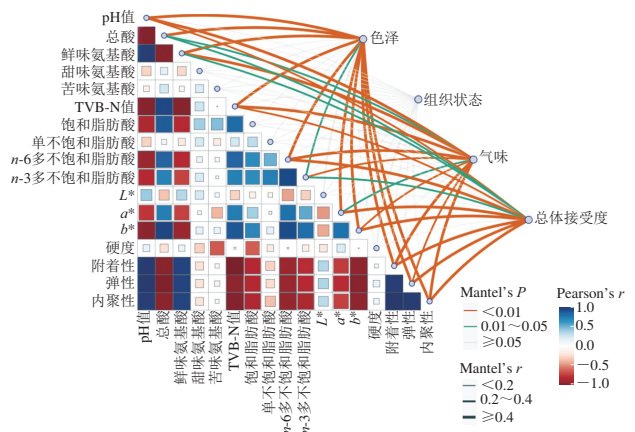 pH值
总酸
鲜味氨基酸
甜味氨基酸
苦味氨基酸
TVB-N值
饱和脂肪酸
单不饱和脂肪酸
n-6多不饱和脂肪酸
n-3多不饱和脂肪酸
L*
a*
b*
硬度
附着性
弹性
内聚性
色泽
组织状态
气味
总体接受度
pH值
总酸
鲜味氨基酸
甜味氨基酸
苦味氨基酸
TVB-N值
饱和脂肪酸
单不饱和脂肪酸
n-6多不饱和脂肪酸
n-3多不饱和脂肪酸
L*
a*
b*
硬度
附着性
弹性
内聚性
Mantel's P
<0.01
0.01～0.05
≥0.05
Mantel's r
<0.2
0.2～0.4
≥0.4
Pearson's r
1.0
0.5
0
-0.5
-1.0